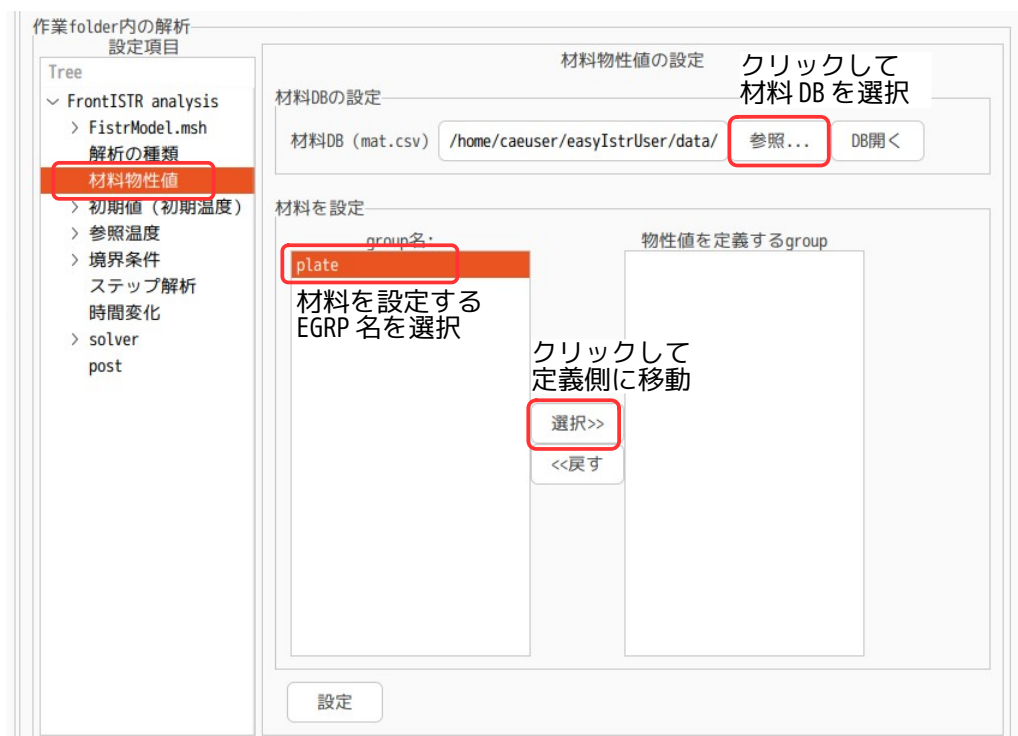 作業folder内の解析
設定項目
Tree
FrontISTR analysis
FistrModel.msh
解析の種類
材料物性値
初期値（初期温度）
参照温度
境界条件
ステップ解析
時間変化
solver
post
材料物性値の設定
クリックして
材料DBを選択
材料DBの設定
材料DB (mat.csv) /home/caeuser/easyIstrUser/data/ 参照... DB開く
材料を設定
group名:
plate
材料を設定する
EGRP名を選択
物性値を定義するgroup
クリックして
定義側に移動
選択>>
<<戻す
設定